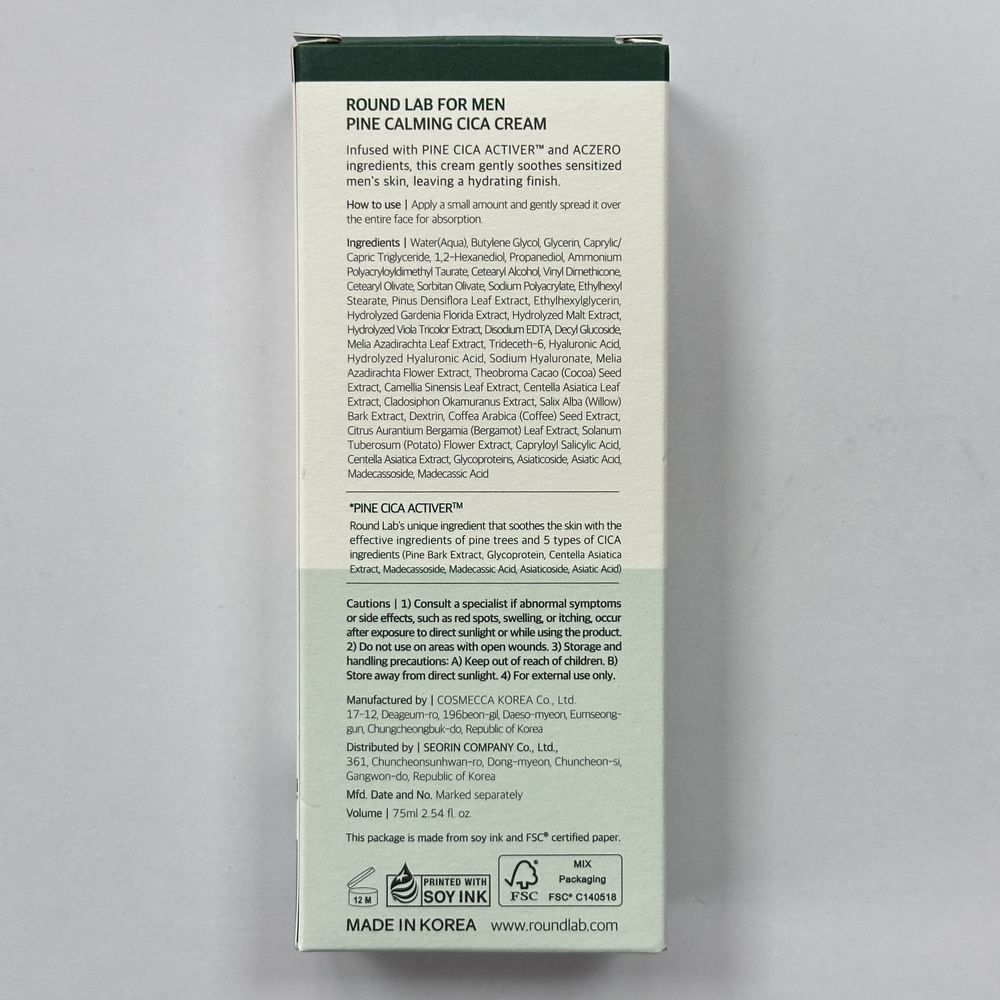 ROUND LAB FOR MEN
PINE CALMING CICA CREAM
Infused with PINE CICA ACTIVER™ and ACZERO
ingredients, this cream gently soothes sensitized
men's skin, leaving a hydrating finish.
How to use | Apply a small amount and gently spread it over
the entire face for absorption.
Ingredients | Water(Aqua), Butylene Glycol, Glycerin, Caprylic/
Capric Triglyceride, 1,2-Hexanediol, Propanediol, Ammonium
Polyacryloyldimethyl Taurate, Cetearyl Alcohol, Vinyl Dimethicone,
Cetearyl Olivate, Sorbitan Olivate, Sodium Polyacrylate, Ethylhexyl
Stearate, Pinus Densiflora Leaf Extract, Ethylhexylglycerin,
Hydrolyzed Gardenia Florida Extract, Hydrolyzed Malt Extract,
Hydrolyzed Viola Tricolor Extract, Disodium EDTA, Decyl Glucoside,
Melia Azadirachta Leaf Extract, Trideceth-6, Hyaluronic Acid,
Hydrolyzed Hyaluronic Acid, Sodium Hyaluronate, Melia
Azadirachta Flower Extract, Theobroma Cacao (Cocoa) Seed
Extract, Camellia Sinensis Leaf Extract, Centella Asiatica Leaf
Extract, Cladosiphon Okamuranus Extract, Salix Alba (Willow)
Bark Extract, Dextrin, Coffea Arabica (Coffee) Seed Extract,
Citrus Aurantium Bergamia (Bergamot) Leaf Extract, Solanum
Tuberosum (Potato) Flower Extract, Capryloyl Salicylic Acid,
Centella Asiatica Extract, Glycoproteins, Asiaticoside, Asiatic Acid,
Madecassoside, Madecassic Acid
*PINE CICA ACTIVER™
Round Lab's unique ingredient that soothes the skin with the
effective ingredients of pine trees and 5 types of CICA
ingredients (Pine Bark Extract, Glycoprotein, Centella Asiatica
Extract, Madecassoside, Madecassic Acid, Asiaticoside, Asiatic Acid)
Cautions | 1) Consult a specialist if abnormal symptoms
or side effects, such as red spots, swelling, or itching, occur
after exposure to direct sunlight or while using the product.
2) Do not use on areas with open wounds. 3) Storage and
handling precautions: A) Keep out of reach of children. B)
Store away from direct sunlight. 4) For external use only.
Manufactured by | COSMECCA KOREA Co., Ltd.
17-12, Deageum-ro, 196beon-gil, Daeso-myeon, Eumseong-
gun, Chungcheongbuk-do, Republic of Korea
Distributed by | SEORIN COMPANY Co., Ltd.,
361, Chuncheonsunhwan-ro, Dong-myeon, Chuncheon-si,
Gangwon-do, Republic of Korea
Mfd. Date and No. Marked separately
Volume | 75ml 2.54 fl. oz.
This package is made from soy ink and FSC® certified paper.
12 M
PRINTED WITH
SOY INK
FSC
MIX
Packaging
FSC® C140518
MADE IN KOREA www.roundlab.com